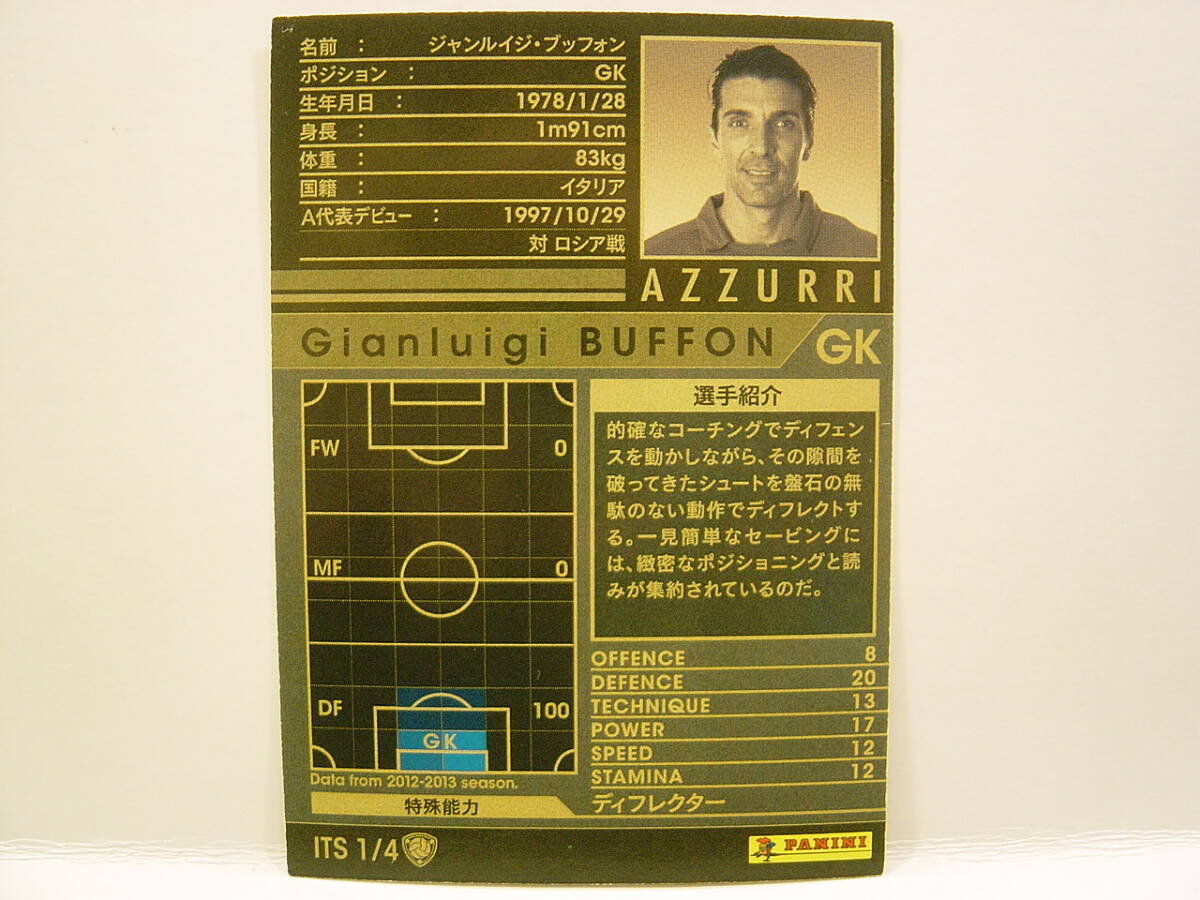 名前 : ジャンルイジ・ブッフォン
ポジション : GK
生年月日 : 1978/1/28
身長 : 1m91cm
体重 : 83kg
国籍 : イタリア
A代表デビュー : 1997/10/29
対 ロシア戦
AZZURRI
Gianluigi BUFFON GK
FW 0
MF 0
DF 100
GK
Data from 2012-2013 season.
選手紹介
的確なコーチングでディフェン
スを動かしながら、その隙間を
破ってきたシュートを盤石の無
駄のない動作でディフレクトす
る。一見簡単なセービングに
は、緻密なポジショニングと読
みが集約されているのだ。
OFFENCE 8
DEFENCE 20
TECHNIQUE 13
POWER 17
SPEED 12
STAMINA 12
特殊能力 ディフレクター
ITS 1/4
PANINI